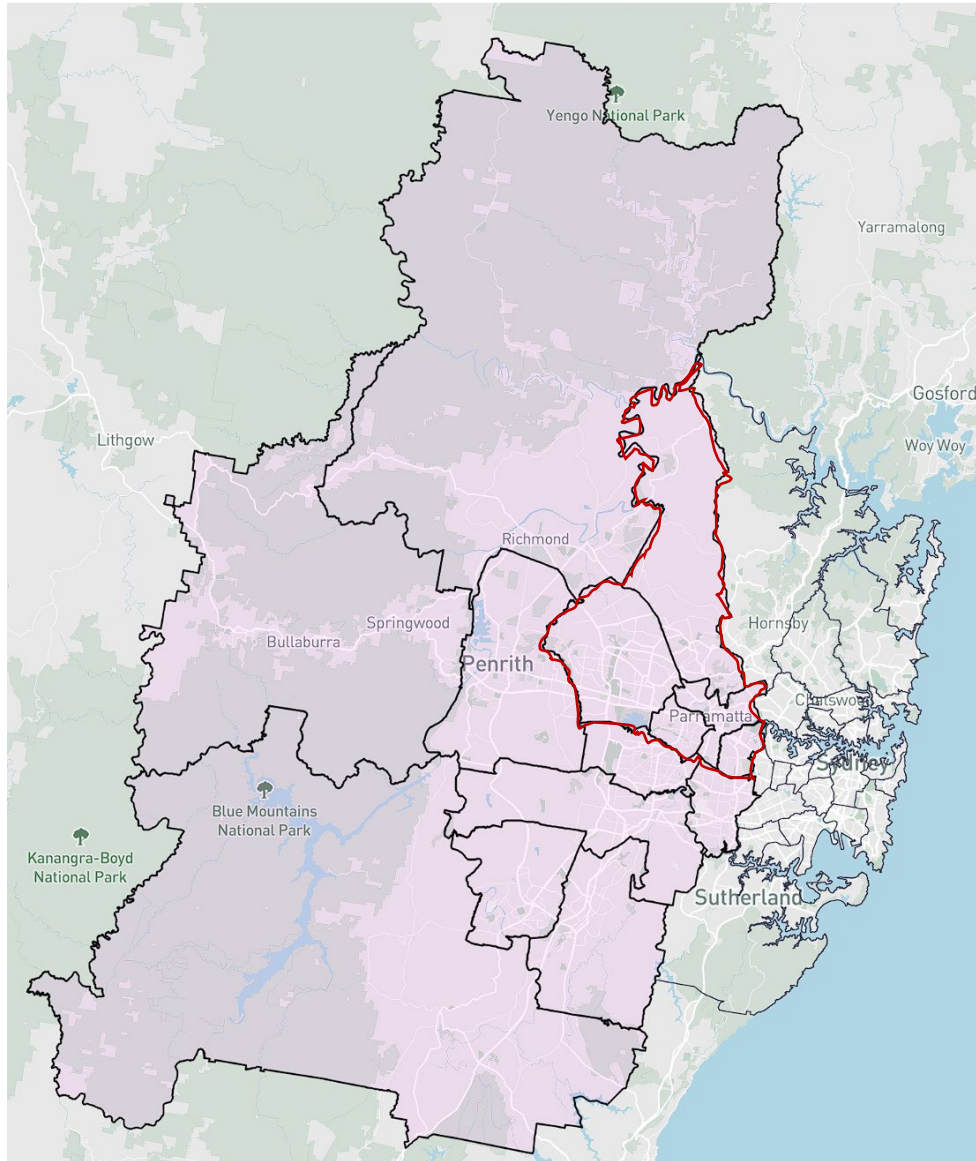 Yengo National Park
Yarramalong
Gosford
Lithgow
Woy Woy
Richmond
Hornsby
Springwood
Bullaburra
Penrith
Chatswood
Parramatta
Sydney
Blue Mountains
National Park
Kanangra-Boyd
National Park
Sutherland